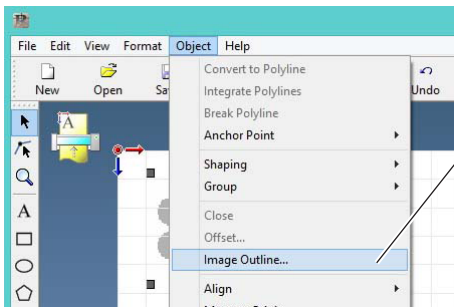 File Edit View Format Object Help
New Open Undo
Convert to Polyline
Integrate Polylines
Break Polyline
Anchor Point
Shaping
Group
Close
Offset...
Image Outline...
Align
A
A